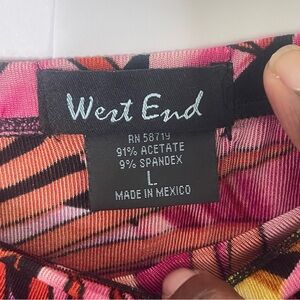 West End
RN 58719
91% ACETATE
9% SPANDEX
L
MADE IN MEXICO